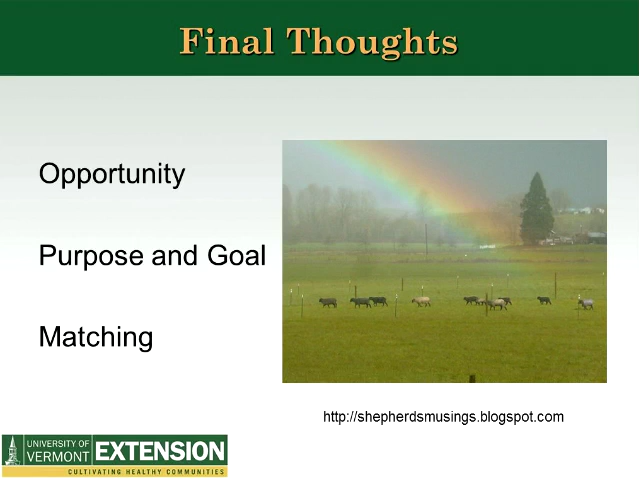 Final Thoughts
Opportunity
Purpose and Goal
Matching
http://shepherdsmusings.blogspot.com
UNIVERSITY OF
VERMONT
EXTENSION
CULTIVATING HEALTHY COMMUNITIES